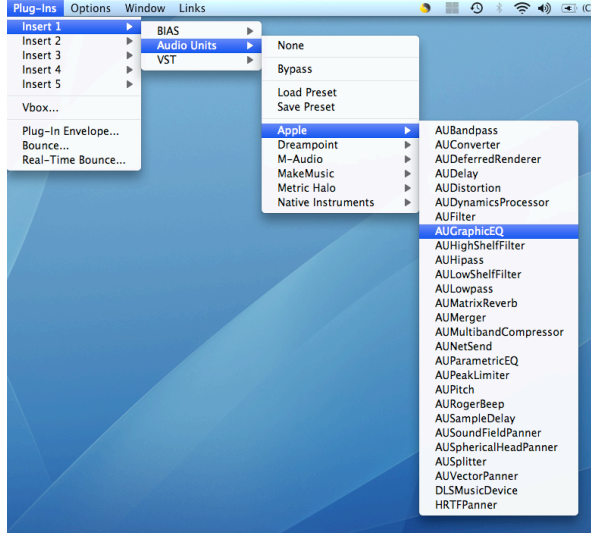 Plug-Ins Options Window Links
Insert 1
Insert 2
Insert 3
Insert 4
Insert 5
Vbox...
Plug-In Envelope...
Bounce...
Real-Time Bounce...
BIAS
Audio Units
VST
None
Bypass
Load Preset
Save Preset
Apple
Dreampoint
M-Audio
MakeMusic
Metric Halo
Native Instruments
AUBandpass
AUConverter
AUDeferredRenderer
AUDelay
AUDistortion
AUDynamicsProcessor
AUFilter
AUGraphicEQ
AUHighShelfFilter
AUHipass
AULowShelfFilter
AULowpass
AUMatrixReverb
AUMerger
AUMultibandCompressor
AUNetSend
AUParametricEQ
AUPeakLimiter
AUPitch
AURogerBeep
AUSampleDelay
AUSoundFieldPanner
AUSphericalHeadPanner
AUSplitter
AUVectorPanner
DLSMusicDevice
HRTFPanner